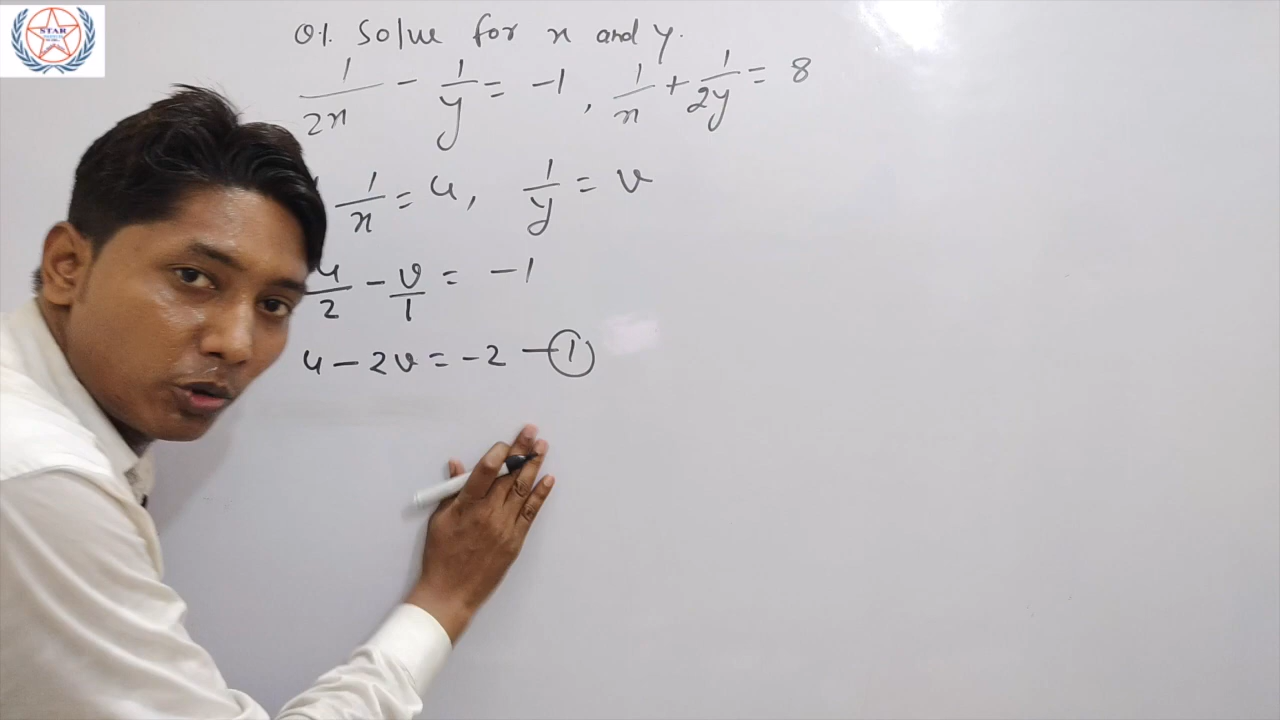 STAR
Q1. Solve for x and y.
1/2x - 1/y = -1, 1/x + 1/2y = 8
1/x = u, 1/y = v
u/2 - v/1 = -1
u - 2v = -2 — ①